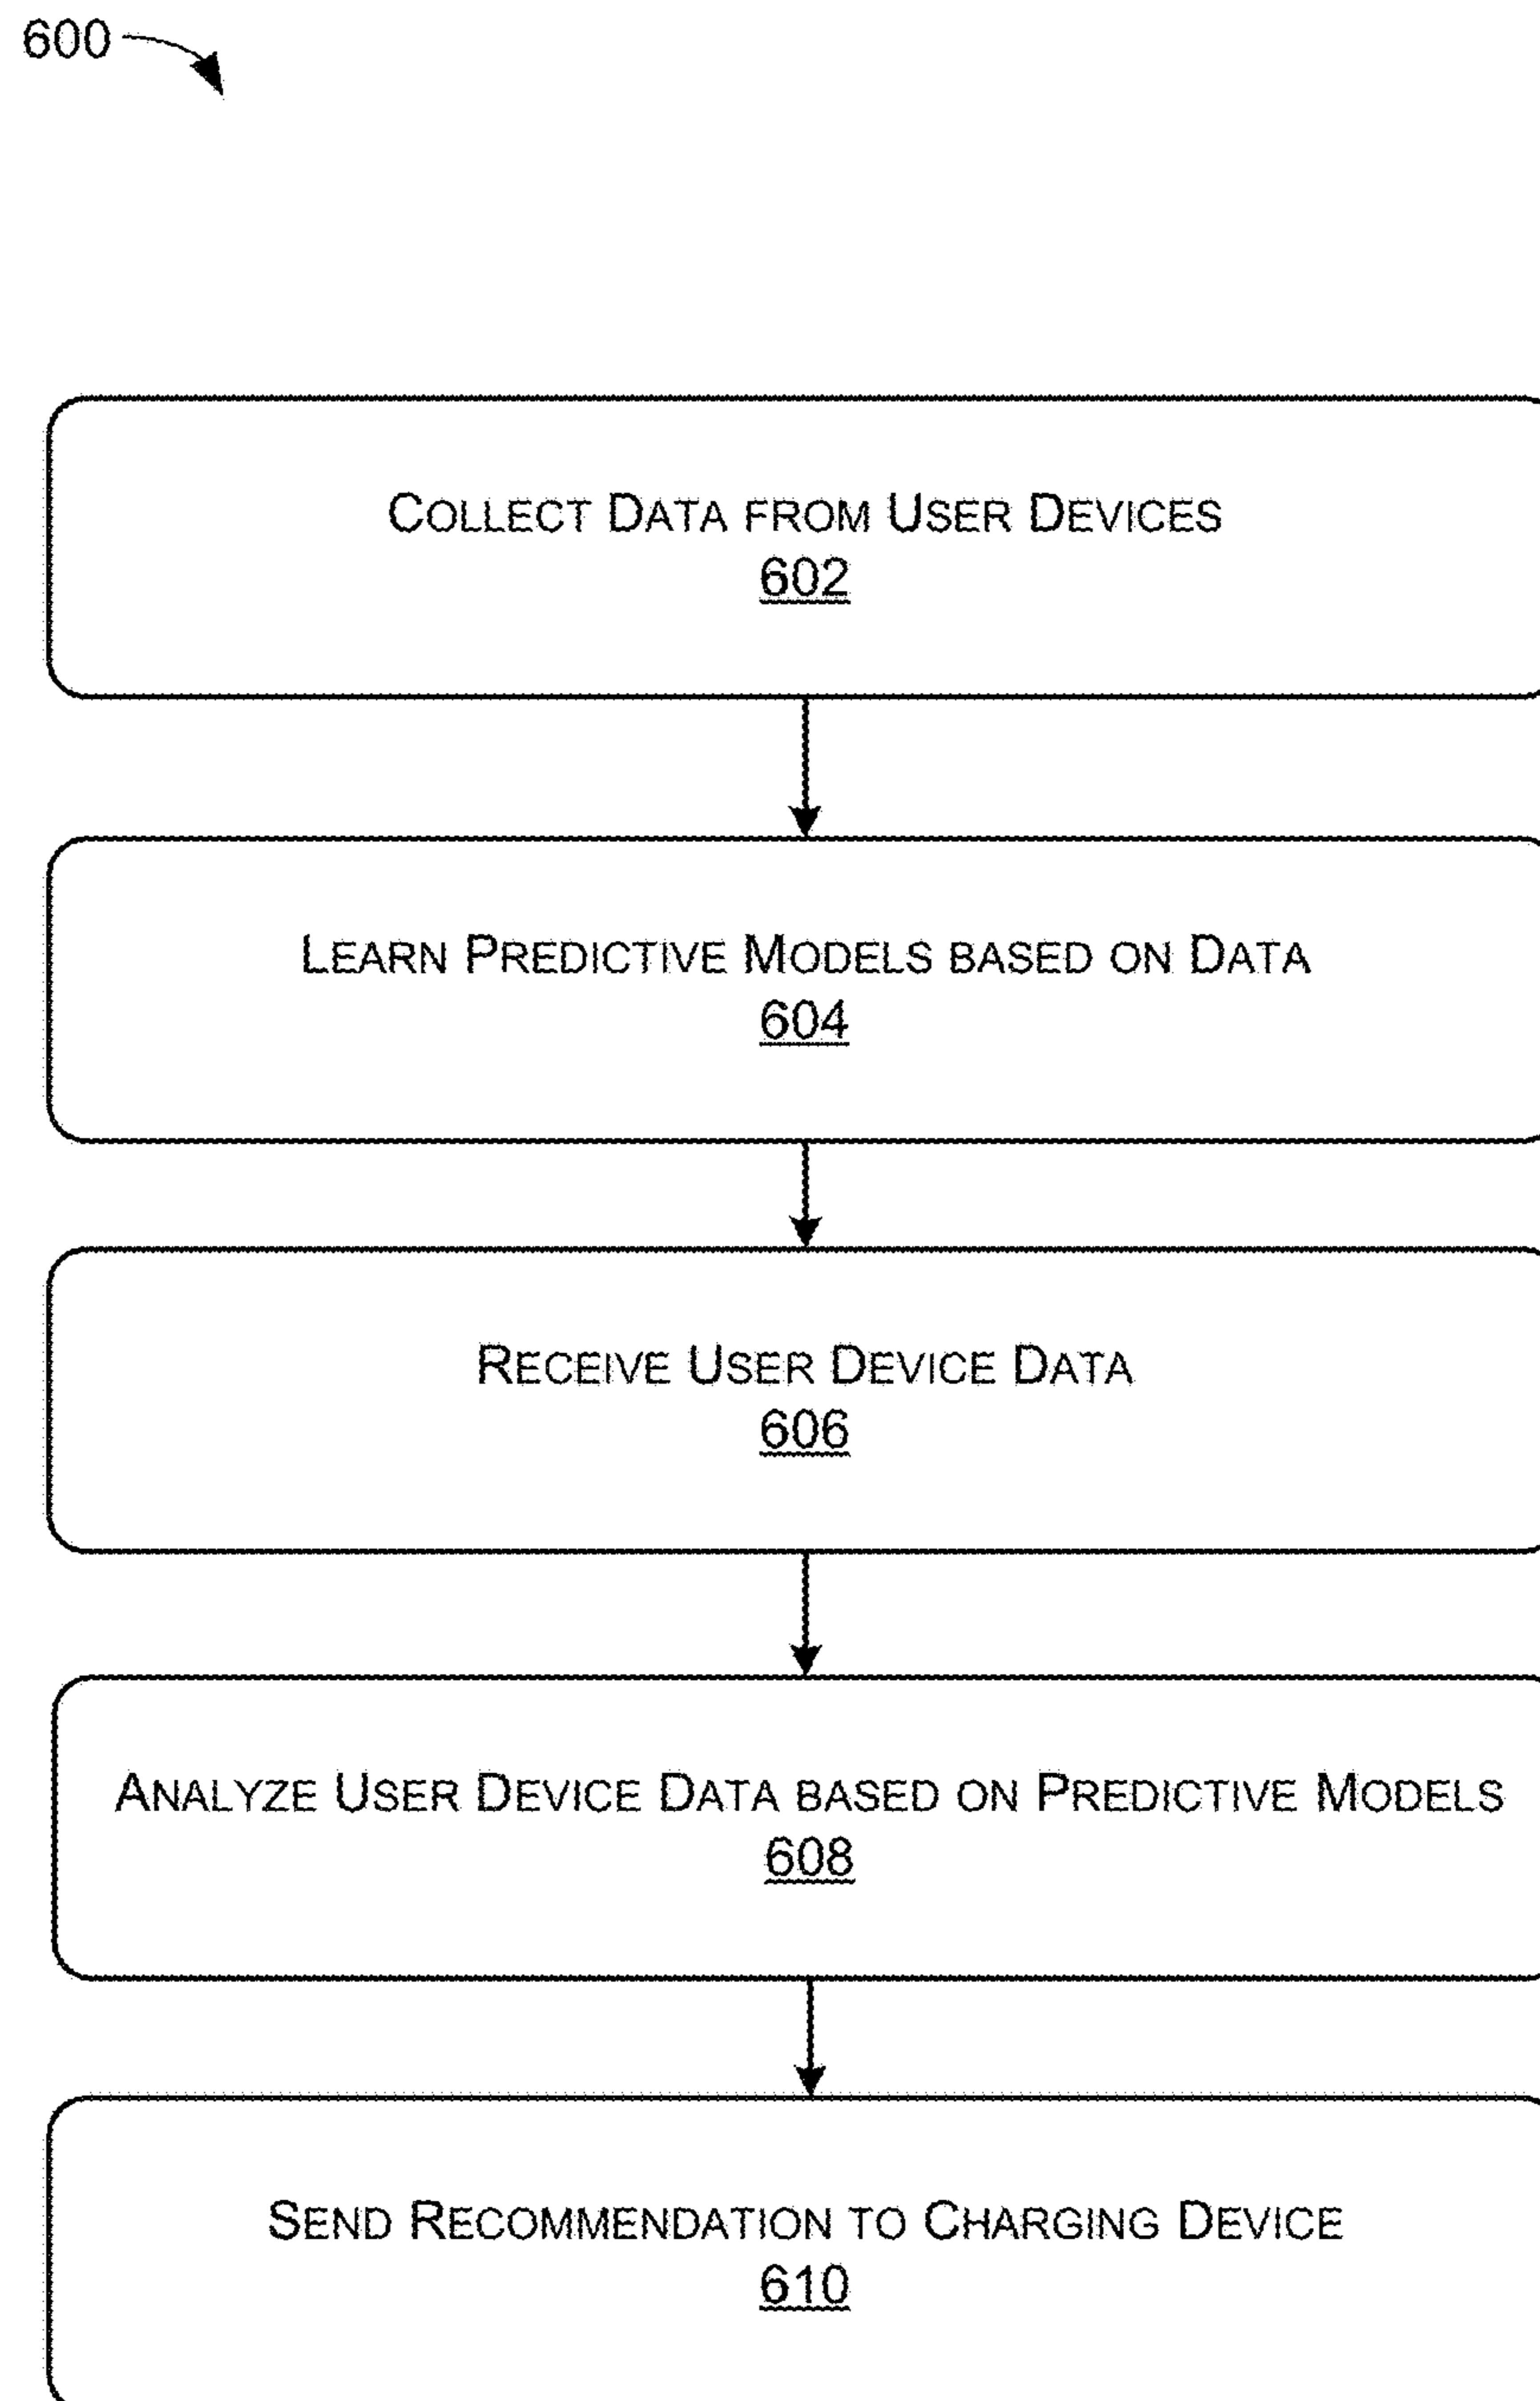 600
COLLECT DATA FROM USER DEVICES
602
LEARN PREDICTIVE MODELS BASED ON DATA
604
RECEIVE USER DEVICE DATA
606
ANALYZE USER DEVICE DATA BASED ON PREDICTIVE MODELS
608
SEND RECOMMENDATION TO CHARGING DEVICE
610